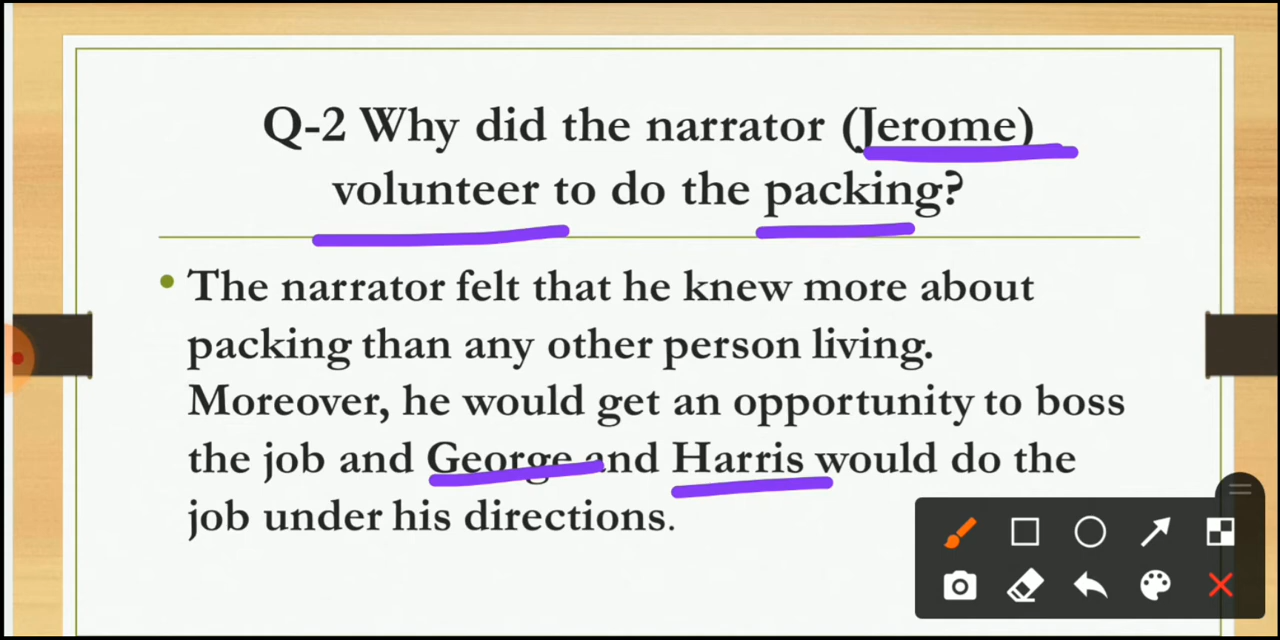 Q-2 Why did the narrator (Jerome)
volunteer to do the packing?
• The narrator felt that he knew more about
packing than any other person living.
Moreover, he would get an opportunity to boss
the job and George and Harris would do the
job under his directions.